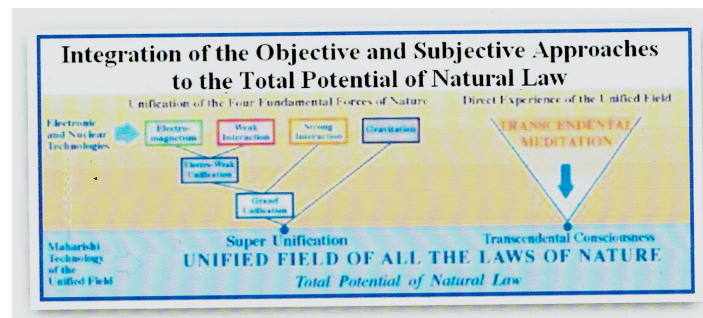 Integration of the Objective and Subjective Approaches
to the Total Potential of Natural Law
Unification of the Four Fundamental Forces of Nature
Direct Experience of the Unified Field
Electronic
and Nuclear
Technologies
Electro-
magnetism
Weak
Interaction
Strong
Interaction
Gravitation
TRANSCENDENTAL
MEDITATION
Electro-Weak
Unification
Grand
Unification
Maharishi
Technology
of the
Unified Field
Super Unification
Transcendental Consciousness
UNIFIED FIELD OF ALL THE LAWS OF NATURE
Total Potential of Natural Law